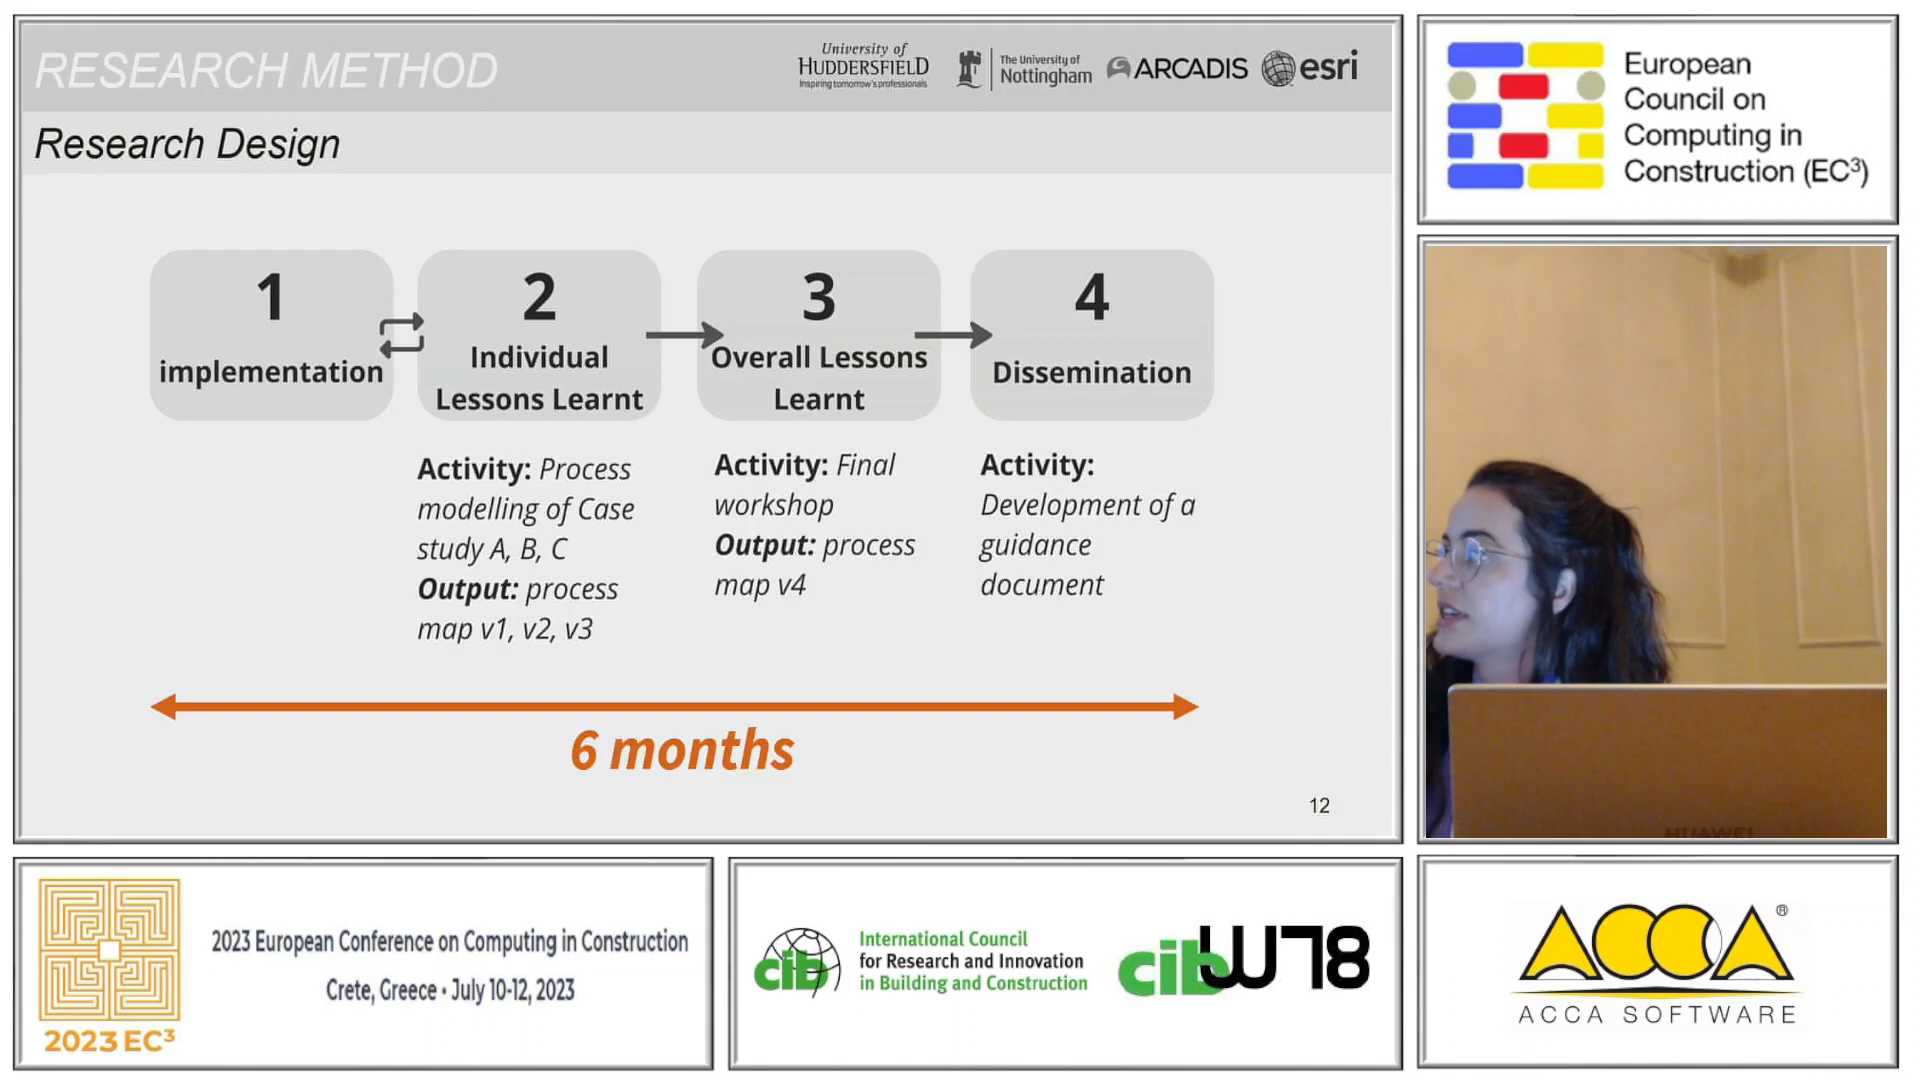 RESEARCH METHOD
University of
HUDDERSFIELD
Inspiring tomorrow's professionals
The University of
Nottingham
ARCADIS
esri
Research Design
1
implementation
2
Individual
Lessons Learnt
3
Overall Lessons
Learnt
4
Dissemination
Activity: Process
modelling of Case
study A, B, C
Output: process
map v1, v2, v3
Activity: Final
workshop
Output: process
map v4
Activity:
Development of a
guidance
document
6 months
12
European
Council on
Computing in
Construction (EC³)
HUAWEI
2023 EC³
2023 European Conference on Computing in Construction
Crete, Greece • July 10-12, 2023
cib
International Council
for Research and Innovation
in Building and Construction
cib W78
ACCA ®
ACCA SOFTWARE